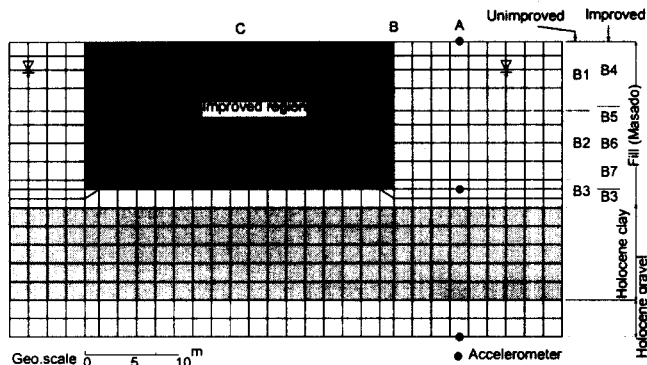 Unimproved Improved
C B A
B1 B4
Improved region
B5
B2 B6
B7
B3 B3
Fill (Masado)
Holocene clay
Holocene gravel
Geo.scale 0 5 10 m
Accelerometer